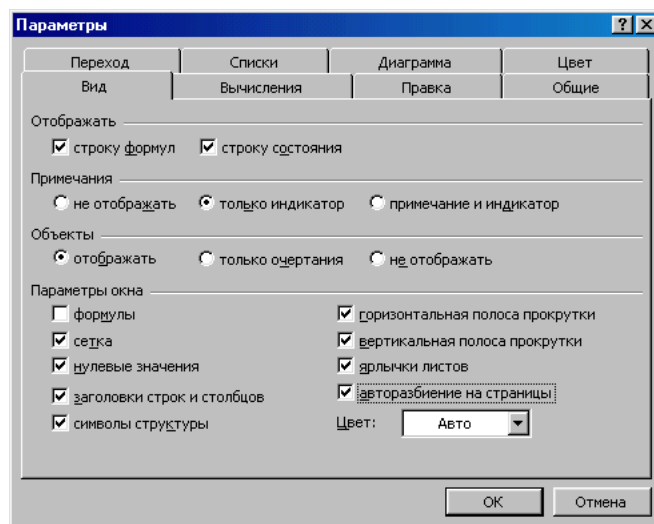 Параметры
Переход Списки Диаграмма Цвет
Вид Вычисления Правка Общие
Отображать
строку формул строку состояния
Примечания
не отображать только индикатор примечание и индикатор
Объекты
отображать только очертания не отображать
Параметры окна
формулы горизонтальная полоса прокрутки
сетка вертикальная полоса прокрутки
нулевые значения ярлычки листов
заголовки строк и столбцов авторазбиение на страницы
символы структуры Цвет: Авто
ОК Отмена